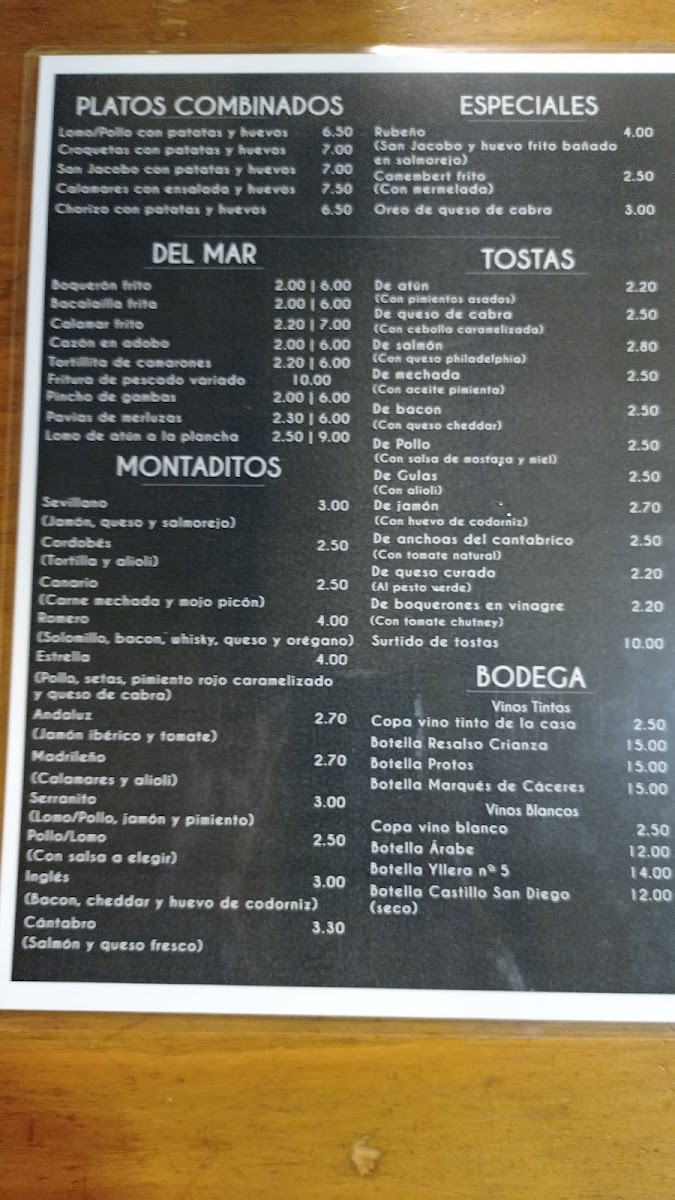 PLATOS COMBINADOS
Lomo/Pollo con patatas y huevos 6.50
Croquetas con patatas y huevos 7.00
San Jacobo con patatas y huevos 7.00
Calamares con ensalada y huevos 7.50
Chorizo con patatas y huevos 6.50
DEL MAR
Boquerón frito 2.00 | 6.00
Bacalailla frita 2.00 | 6.00
Calamar frito 2.20 | 7.00
Cazón en adobo 2.00 | 6.00
Tortillita de camarones 2.20 | 6.00
Fritura de pescado variado 10.00
Pincho de gambas 2.00 | 6.00
Pavias de merluzas 2.30 | 6.00
Lomo de atún a la plancha 2.50 | 9.00
MONTADITOS
Sevillano 3.00
(Jamón, queso y salmorejo)
Cordobés 2.50
(Tortilla y alioli)
Canario 2.50
(Carne mechada y mojo picón)
Romero 4.00
(Solomillo, bacon, whisky, queso y orégano)
Estrella 4.00
(Pollo, setas, pimiento rojo caramelizado
y queso de cabra)
Andaluz 2.70
(Jamón ibérico y tomate)
Madrileño 2.70
(Calamares y alioli)
Serranito 3.00
(Lomo/Pollo, jamón y pimiento)
Pollo/Lomo 2.50
(Con salsa a elegir)
Inglés 3.00
(Bacon, cheddar y huevo de codorniz)
Cántabro 3.30
(Salmón y queso fresco)
ESPECIALES
Rubeño 4.00
(San Jacobo y huevo frito bañado
en salmorejo)
Camembert frito 2.50
(Con mermelada)
Oreo de queso de cabra 3.00
TOSTAS
De atún 2.20
(Con pimientos asados)
De queso de cabra 2.50
(Con cebolla caramelizada)
De salmón 2.80
(Con queso philadelphia)
De mechada 2.50
(Con aceite pimienta)
De bacon 2.50
(Con queso cheddar)
De Pollo 2.50
(Con salsa de mostaza y miel)
De Gulas 2.50
(Con alioli)
De jamón 2.70
(Con huevo de codorniz)
De anchoas del cantabrico 2.50
(Con tomate natural)
De queso curado 2.20
(Al pesto verde)
De boquerones en vinagre 2.20
(Con tomate chutney)
Surtido de tostas 10.00
BODEGA
Vinos Tintos
Copa vino tinto de la casa 2.50
Botella Resalso Crianza 15.00
Botella Protos 15.00
Botella Marqués de Cáceres 15.00
Vinos Blancos
Copa vino blanco 2.50
Botella Árabe 12.00
Botella Yllera nº 5 14.00
Botella Castillo San Diego 12.00
(seco)